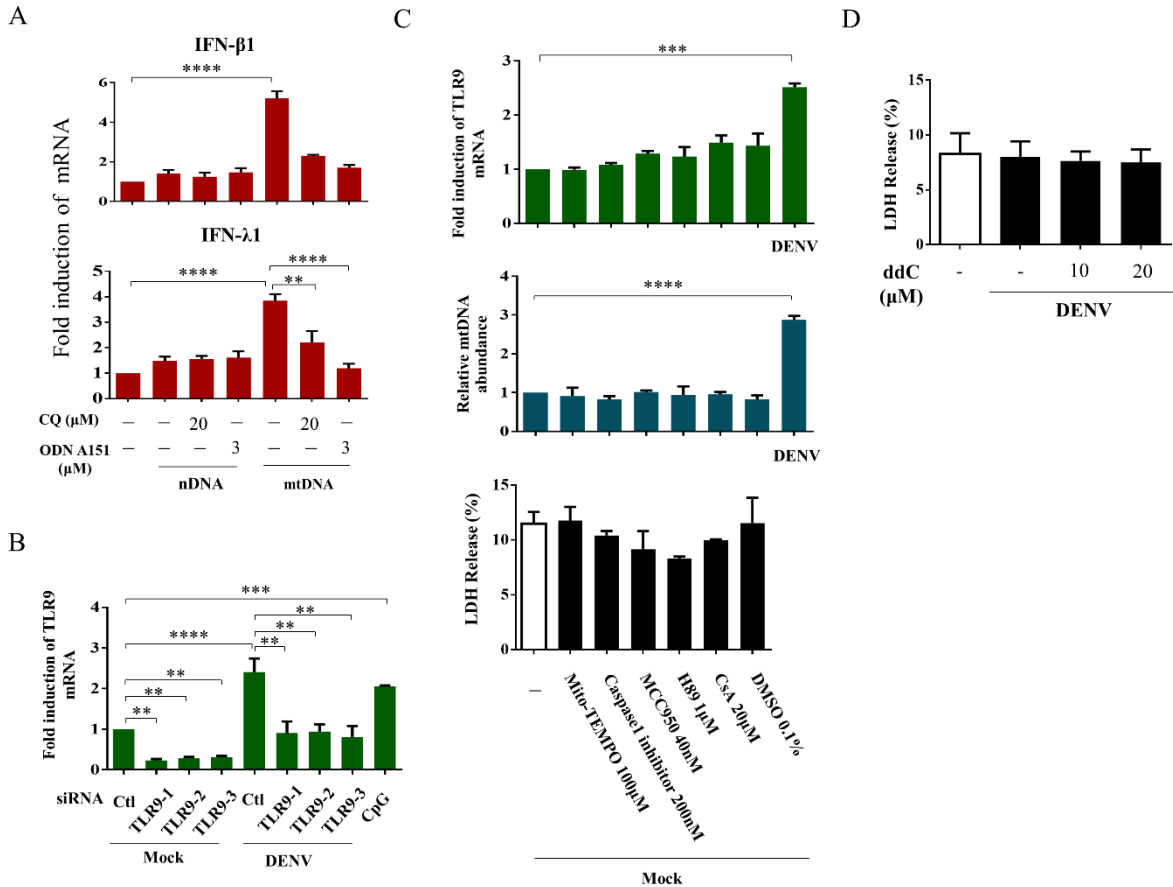 A
IFN-β1
****
6
4
2
0
Fold induction of mRNA
IFN-λ1
****
****
**
5
4
3
2
1
0
CQ (μM) – – 20 – – 20 –
ODN A151 – – – 3 – – 3
(μM)
nDNA mtDNA
B
***
****
**
**
**
**
**
**
4
3
2
1
0
Fold induction of TLR9
mRNA
siRNA Ctl TLR9-1 TLR9-2 TLR9-3 Ctl TLR9-1 TLR9-2 TLR9-3 CpG
Mock DENV
C
***
3
2
1
0
Fold induction of TLR9
mRNA
DENV
****
4
3
2
1
0
Relative mtDNA
abundance
DENV
15
10
5
0
LDH Release (%)
– Mito-TEMPO 100μM Caspase1 inhibitor 200nM MCC950 40nM H89 1μM CsA 20μM DMSO 0.1%
Mock
D
15
10
5
0
LDH Release (%)
ddC - - 10 20
(μM)
DENV